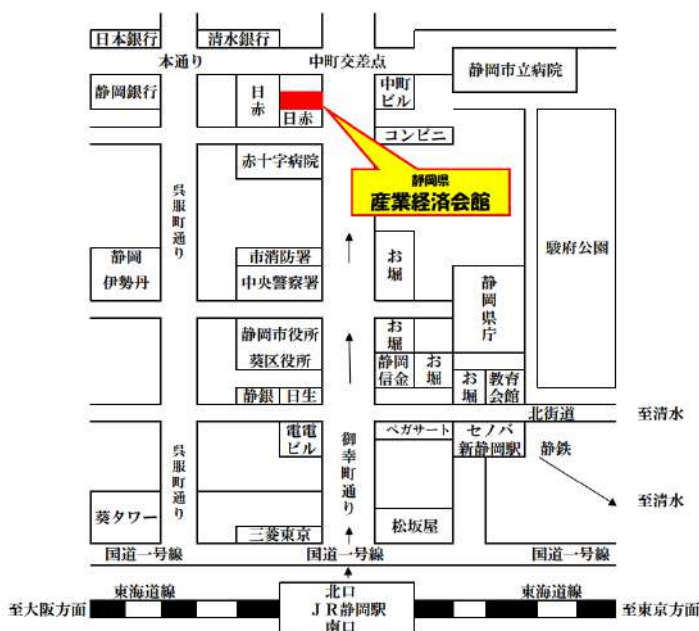 日本銀行
清水銀行
本通り
中町交差点
静岡市立病院
静岡銀行
日赤
日赤
中町
ビル
コンビニ
赤十字病院
静岡県
産業経済会館
呉服町通り
駿府公園
お堀
静岡
伊勢丹
市消防署
中央警察署
静岡県庁
静岡市役所
葵区役所
お堀
静岡
信金
お堀
お堀
教育
会館
静銀
日生
北街道
至清水
電電
ビル
御幸町通り
ペガサート
セノバ
新静岡駅
静鉄
呉服町通り
至清水
葵タワー
松坂屋
三菱東京
国道一号線
国道一号線
国道一号線
東海道線
北口
東海道線
至大阪方面
JR静岡駅
至東京方面
南口